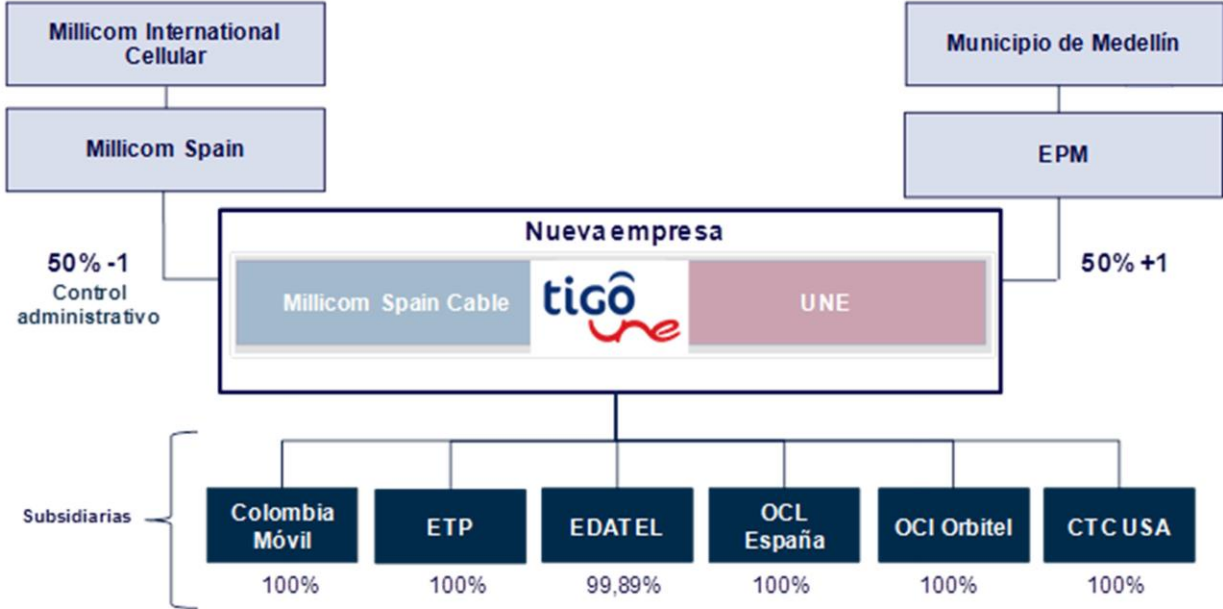 Millicom International
Cellular
Municipio de Medellín
Millicom Spain
EPM
Nueva empresa
50% -1
Control
administrativo
Millicom Spain Cable
tigô
une
UNE
50% +1
Subsidiarias
Colombia
Móvil
ETP
EDATEL
OCL
España
OCI Orbitel
CTC USA
100%
100%
99,89%
100%
100%
100%